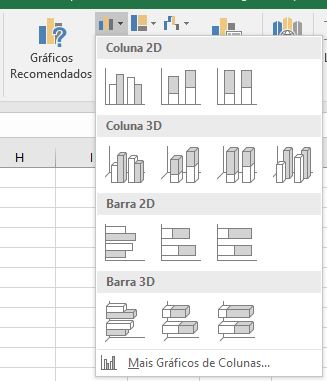 Gráficos
Recomendados
Coluna 2D
Coluna 3D
H
Barra 2D
Barra 3D
Mais Gráficos de Colunas...